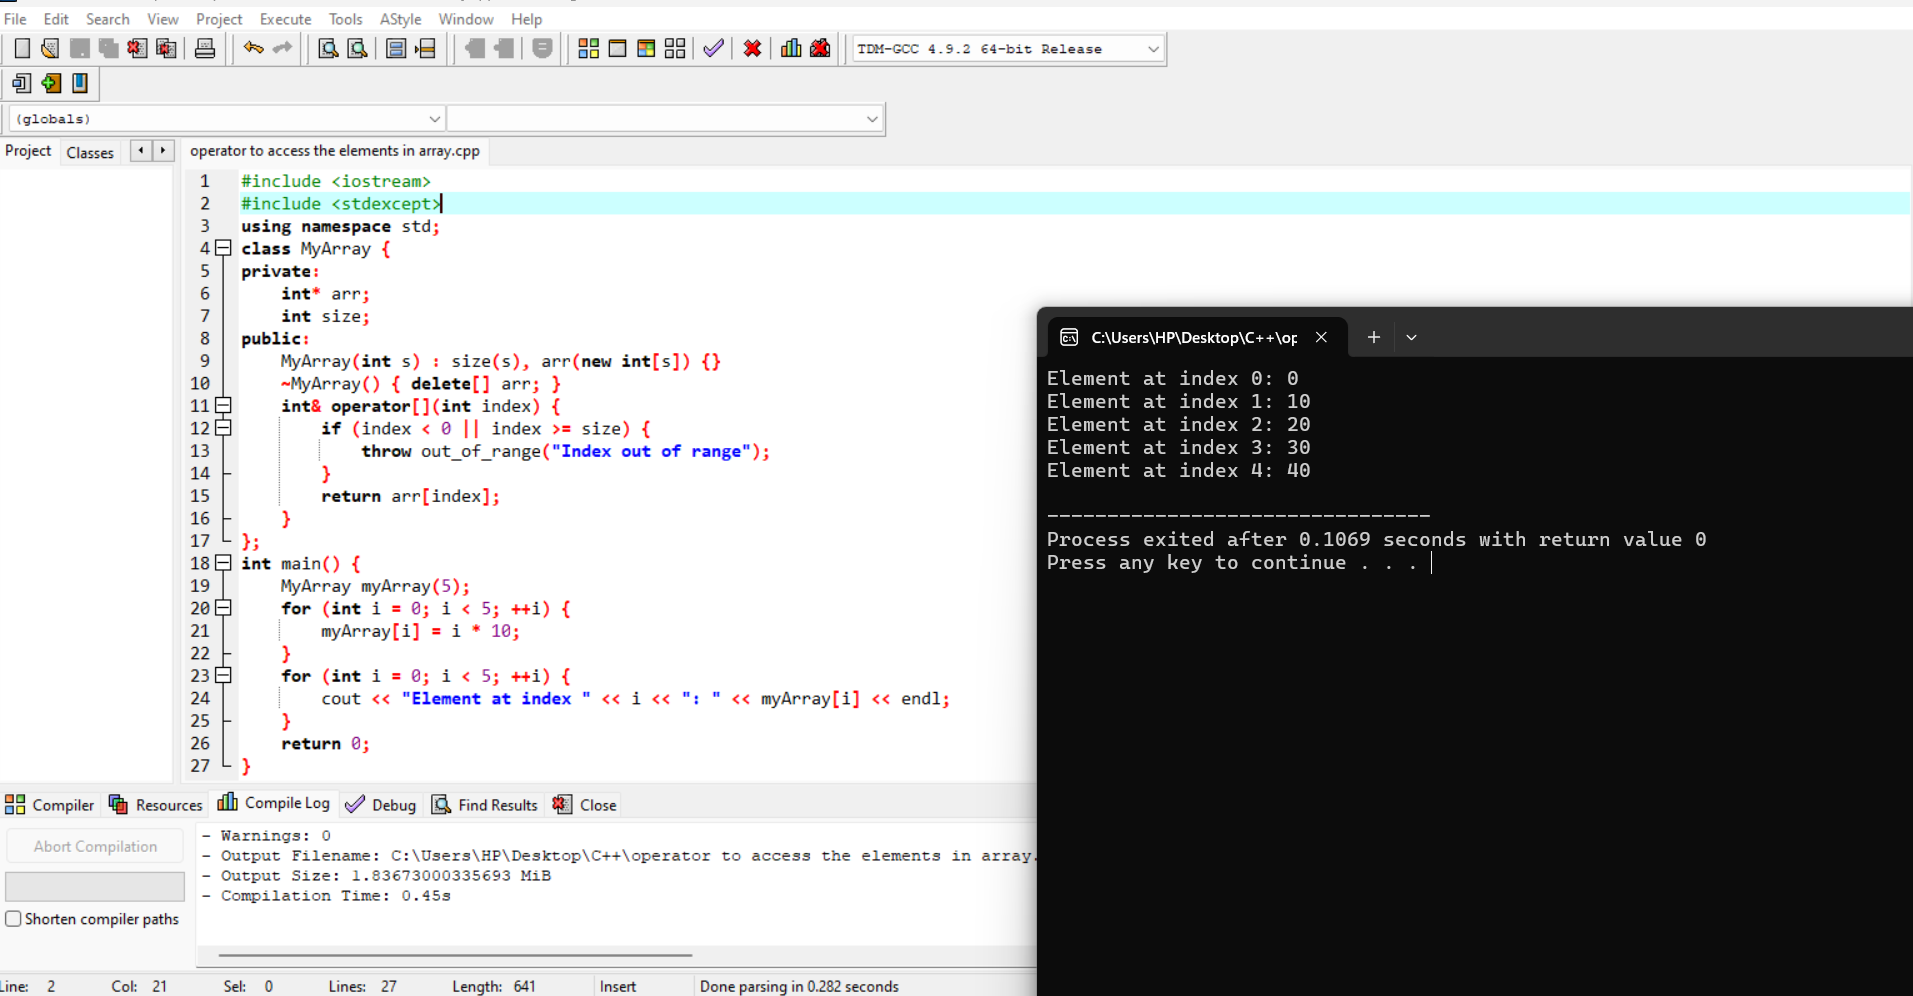 File Edit Search View Project Execute Tools AStyle Window Help
TDM-GCC 4.9.2 64-bit Release
(globals)
Project Classes
operator to access the elements in array.cpp
1 #include <iostream>
2 #include <stdexcept>
3 using namespace std;
4 class MyArray {
5 private:
6 int* arr;
7 int size;
8 public:
9 MyArray(int s) : size(s), arr(new int[s]) {}
10 ~MyArray() { delete[] arr; }
11 int& operator[](int index) {
12 if (index < 0 || index >= size) {
13 throw out_of_range("Index out of range");
14 }
15 return arr[index];
16 }
17 };
18 int main() {
19 MyArray myArray(5);
20 for (int i = 0; i < 5; ++i) {
21 myArray[i] = i * 10;
22 }
23 for (int i = 0; i < 5; ++i) {
24 cout << "Element at index " << i << ": " << myArray[i] << endl;
25 }
26 return 0;
27 }
C:\Users\HP\Desktop\C++\op
Element at index 0: 0
Element at index 1: 10
Element at index 2: 20
Element at index 3: 30
Element at index 4: 40
--------------------------------
Process exited after 0.1069 seconds with return value 0
Press any key to continue . . .
Compiler Resources Compile Log Debug Find Results Close
Abort Compilation
Shorten compiler paths
- Warnings: 0
- Output Filename: C:\Users\HP\Desktop\C++\operator to access the elements in array.
- Output Size: 1.83673000335693 MiB
- Compilation Time: 0.45s
Line: 2 Col: 21 Sel: 0 Lines: 27 Length: 641 Insert Done parsing in 0.282 seconds